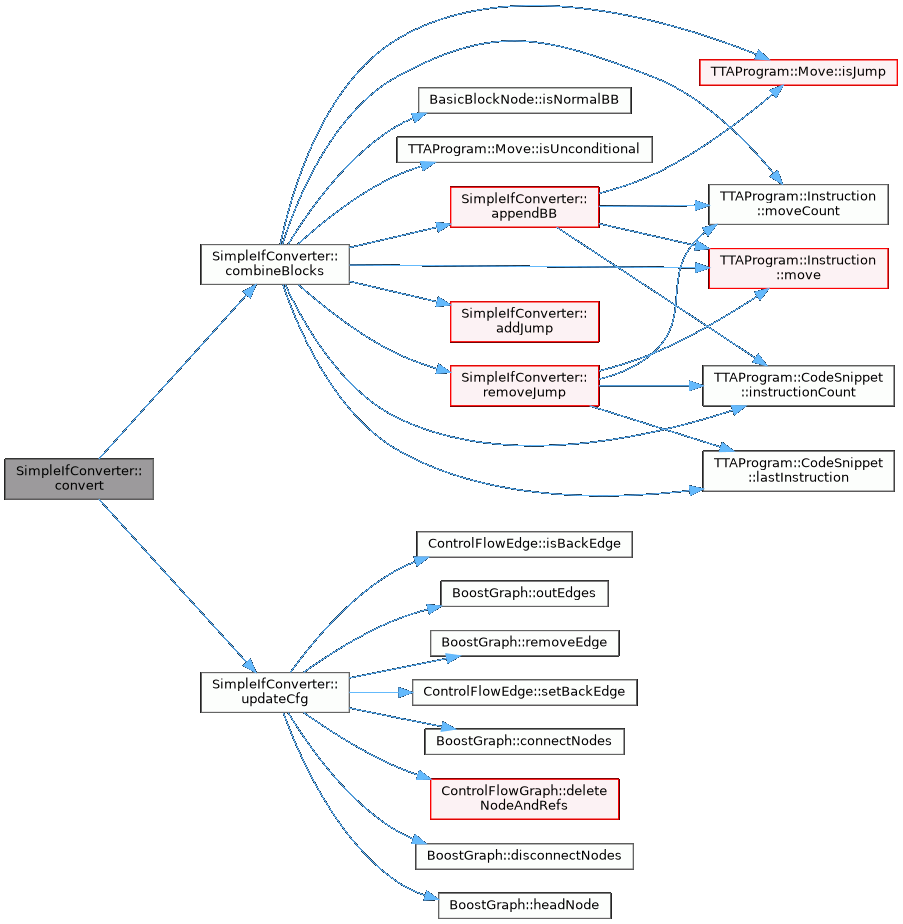 TTAProgram::Move::isJump
BasicBlockNode::isNormalBB
TTAProgram::Move::isUnconditional
SimpleIfConverter::
appendBB
TTAProgram::Instruction
::moveCount
SimpleIfConverter::
combineBlocks
TTAProgram::Instruction
::move
SimpleIfConverter::
addJump
SimpleIfConverter::
removeJump
TTAProgram::CodeSnippet
::instructionCount
SimpleIfConverter::
convert
TTAProgram::CodeSnippet
::lastInstruction
ControlFlowEdge::isBackEdge
BoostGraph::outEdges
BoostGraph::removeEdge
SimpleIfConverter::
updateCfg
ControlFlowEdge::setBackEdge
BoostGraph::connectNodes
ControlFlowGraph::delete
NodeAndRefs
BoostGraph::disconnectNodes
BoostGraph::headNode